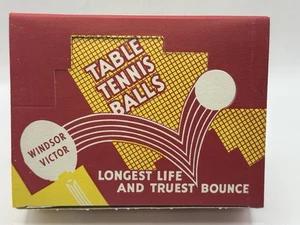 TABLE
TENNIS
BALLS
WINDSOR
VICTOR
LONGEST LIFE
AND TRUEST BOUNCE